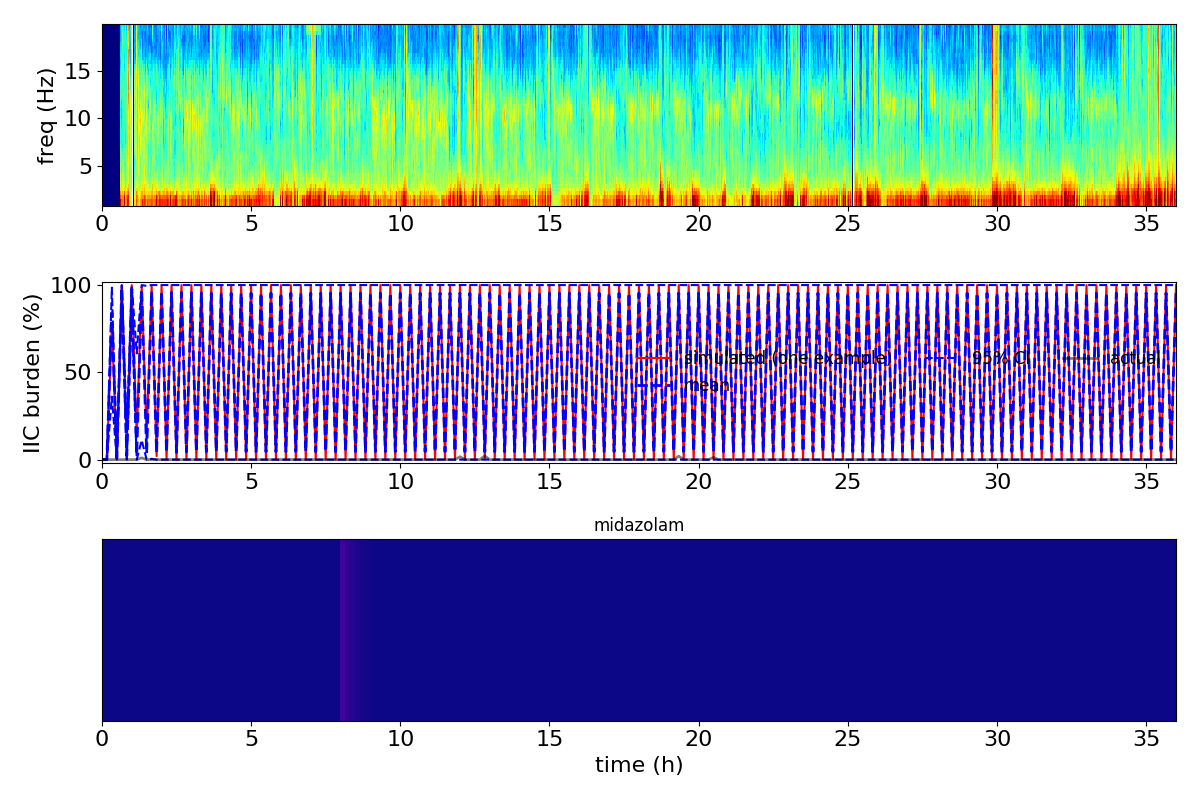 freq (Hz)
15
10
5
0 5 10 15 20 25 30 35
IIC burden (%)
100
50
0
simulated (one example) 95% CI actual
mean
0 5 10 15 20 25 30 35
midazolam
0 5 10 15 20 25 30 35
time (h)